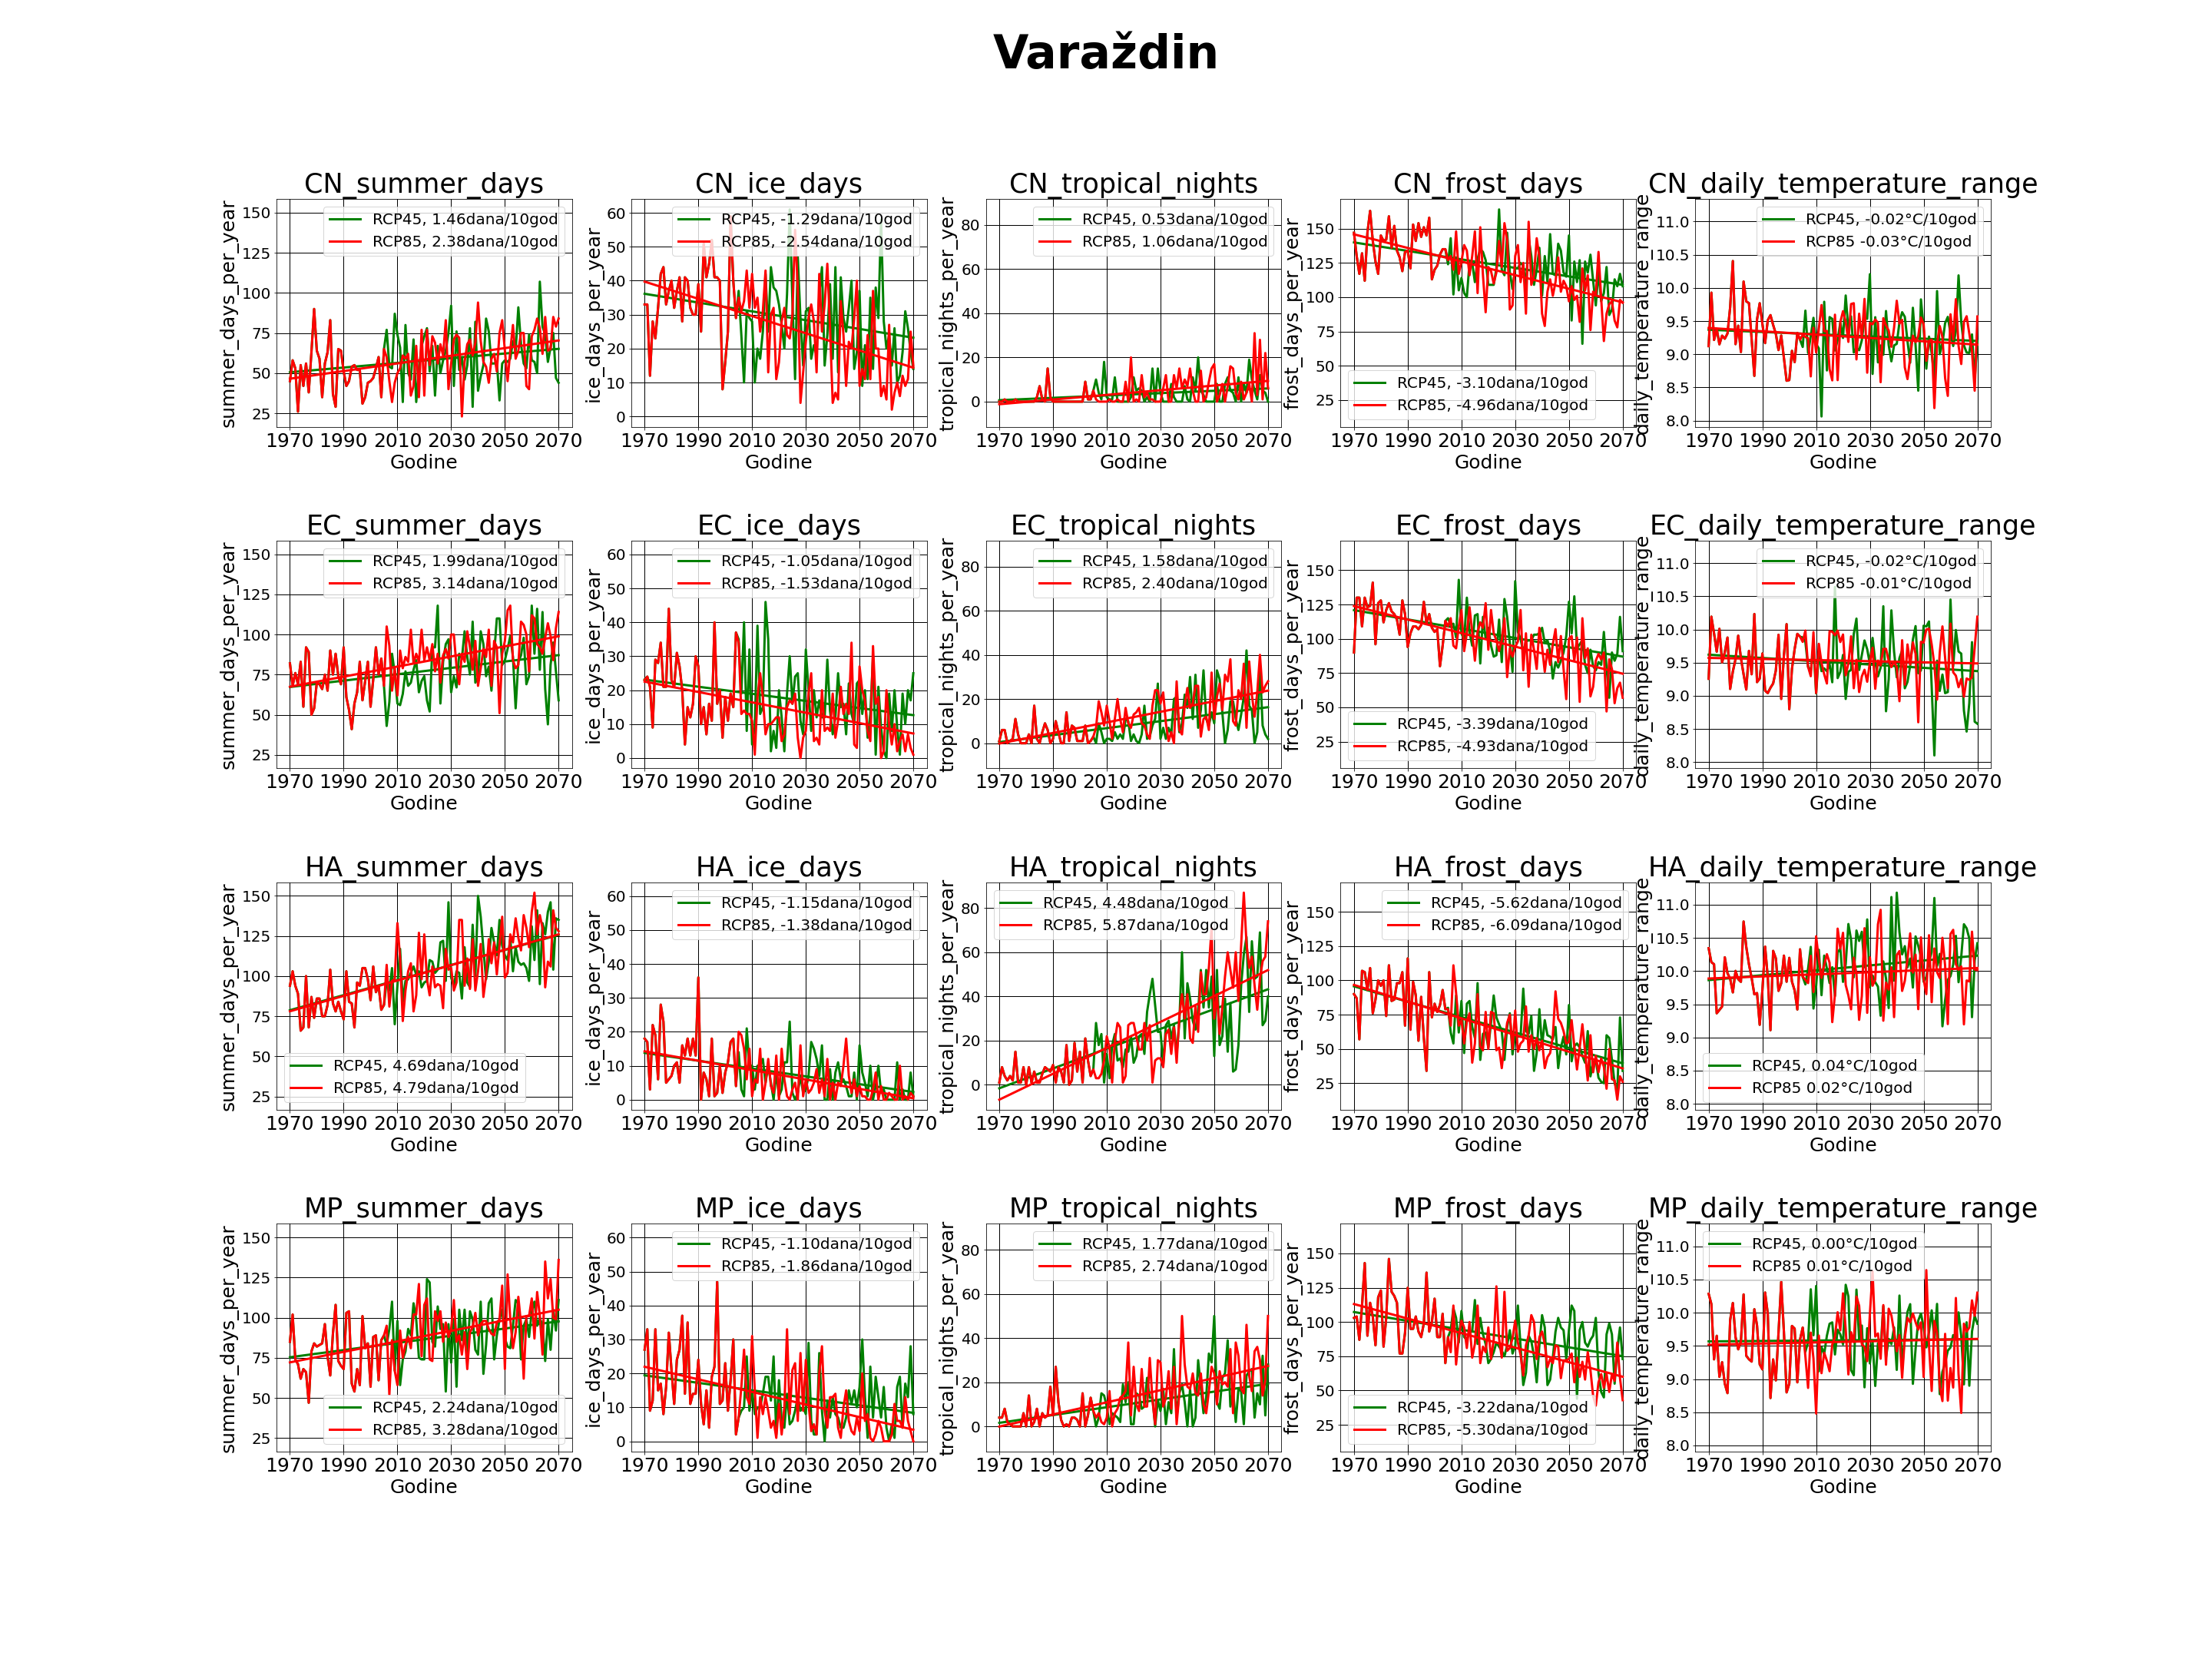 Varaždin
CN_summer_days
CN_ice_days
CN_tropical_nights
CN_frost_days
CN_daily_temperature_range
summer_days_per_year
150
125
100
75
50
25
RCP45, 1.46dana/10god
RCP85, 2.38dana/10god
1970 1990 2010 2030 2050 2070
Godine
ice_days_per_year
60
50
40
30
20
10
0
RCP45, -1.29dana/10god
RCP85, -2.54dana/10god
1970 1990 2010 2030 2050 2070
Godine
tropical_nights_per_year
80
60
40
20
0
RCP45, 0.53dana/10god
RCP85, 1.06dana/10god
1970 1990 2010 2030 2050 2070
Godine
frost_days_per_year
150
125
100
75
50
25
RCP45, -3.10dana/10god
RCP85, -4.96dana/10god
1970 1990 2010 2030 2050 2070
Godine
daily_temperature_range
11.0
10.5
10.0
9.5
9.0
8.5
8.0
RCP45, -0.02°C/10god
RCP85 -0.03°C/10god
1970 1990 2010 2030 2050 2070
Godine
EC_summer_days
EC_ice_days
EC_tropical_nights
EC_frost_days
EC_daily_temperature_range
summer_days_per_year
150
125
100
75
50
25
RCP45, 1.99dana/10god
RCP85, 3.14dana/10god
1970 1990 2010 2030 2050 2070
Godine
ice_days_per_year
60
50
40
30
20
10
0
RCP45, -1.05dana/10god
RCP85, -1.53dana/10god
1970 1990 2010 2030 2050 2070
Godine
tropical_nights_per_year
80
60
40
20
0
RCP45, 1.58dana/10god
RCP85, 2.40dana/10god
1970 1990 2010 2030 2050 2070
Godine
frost_days_per_year
150
125
100
75
50
25
RCP45, -3.39dana/10god
RCP85, -4.93dana/10god
1970 1990 2010 2030 2050 2070
Godine
daily_temperature_range
11.0
10.5
10.0
9.5
9.0
8.5
8.0
RCP45, -0.02°C/10god
RCP85 -0.01°C/10god
1970 1990 2010 2030 2050 2070
Godine
HA_summer_days
HA_ice_days
HA_tropical_nights
HA_frost_days
HA_daily_temperature_range
summer_days_per_year
150
125
100
75
50
25
RCP45, 4.69dana/10god
RCP85, 4.79dana/10god
1970 1990 2010 2030 2050 2070
Godine
ice_days_per_year
60
50
40
30
20
10
0
RCP45, -1.15dana/10god
RCP85, -1.38dana/10god
1970 1990 2010 2030 2050 2070
Godine
tropical_nights_per_year
80
60
40
20
0
RCP45, 4.48dana/10god
RCP85, 5.87dana/10god
1970 1990 2010 2030 2050 2070
Godine
frost_days_per_year
150
125
100
75
50
25
RCP45, -5.62dana/10god
RCP85, -6.09dana/10god
1970 1990 2010 2030 2050 2070
Godine
daily_temperature_range
11.0
10.5
10.0
9.5
9.0
8.5
8.0
RCP45, 0.04°C/10god
RCP85 0.02°C/10god
1970 1990 2010 2030 2050 2070
Godine
MP_summer_days
MP_ice_days
MP_tropical_nights
MP_frost_days
MP_daily_temperature_range
summer_days_per_year
150
125
100
75
50
25
RCP45, 2.24dana/10god
RCP85, 3.28dana/10god
1970 1990 2010 2030 2050 2070
Godine
ice_days_per_year
60
50
40
30
20
10
0
RCP45, -1.10dana/10god
RCP85, -1.86dana/10god
1970 1990 2010 2030 2050 2070
Godine
tropical_nights_per_year
80
60
40
20
0
RCP45, 1.77dana/10god
RCP85, 2.74dana/10god
1970 1990 2010 2030 2050 2070
Godine
frost_days_per_year
150
125
100
75
50
25
RCP45, -3.22dana/10god
RCP85, -5.30dana/10god
1970 1990 2010 2030 2050 2070
Godine
daily_temperature_range
11.0
10.5
10.0
9.5
9.0
8.5
8.0
RCP45, 0.00°C/10god
RCP85 0.01°C/10god
1970 1990 2010 2030 2050 2070
Godine